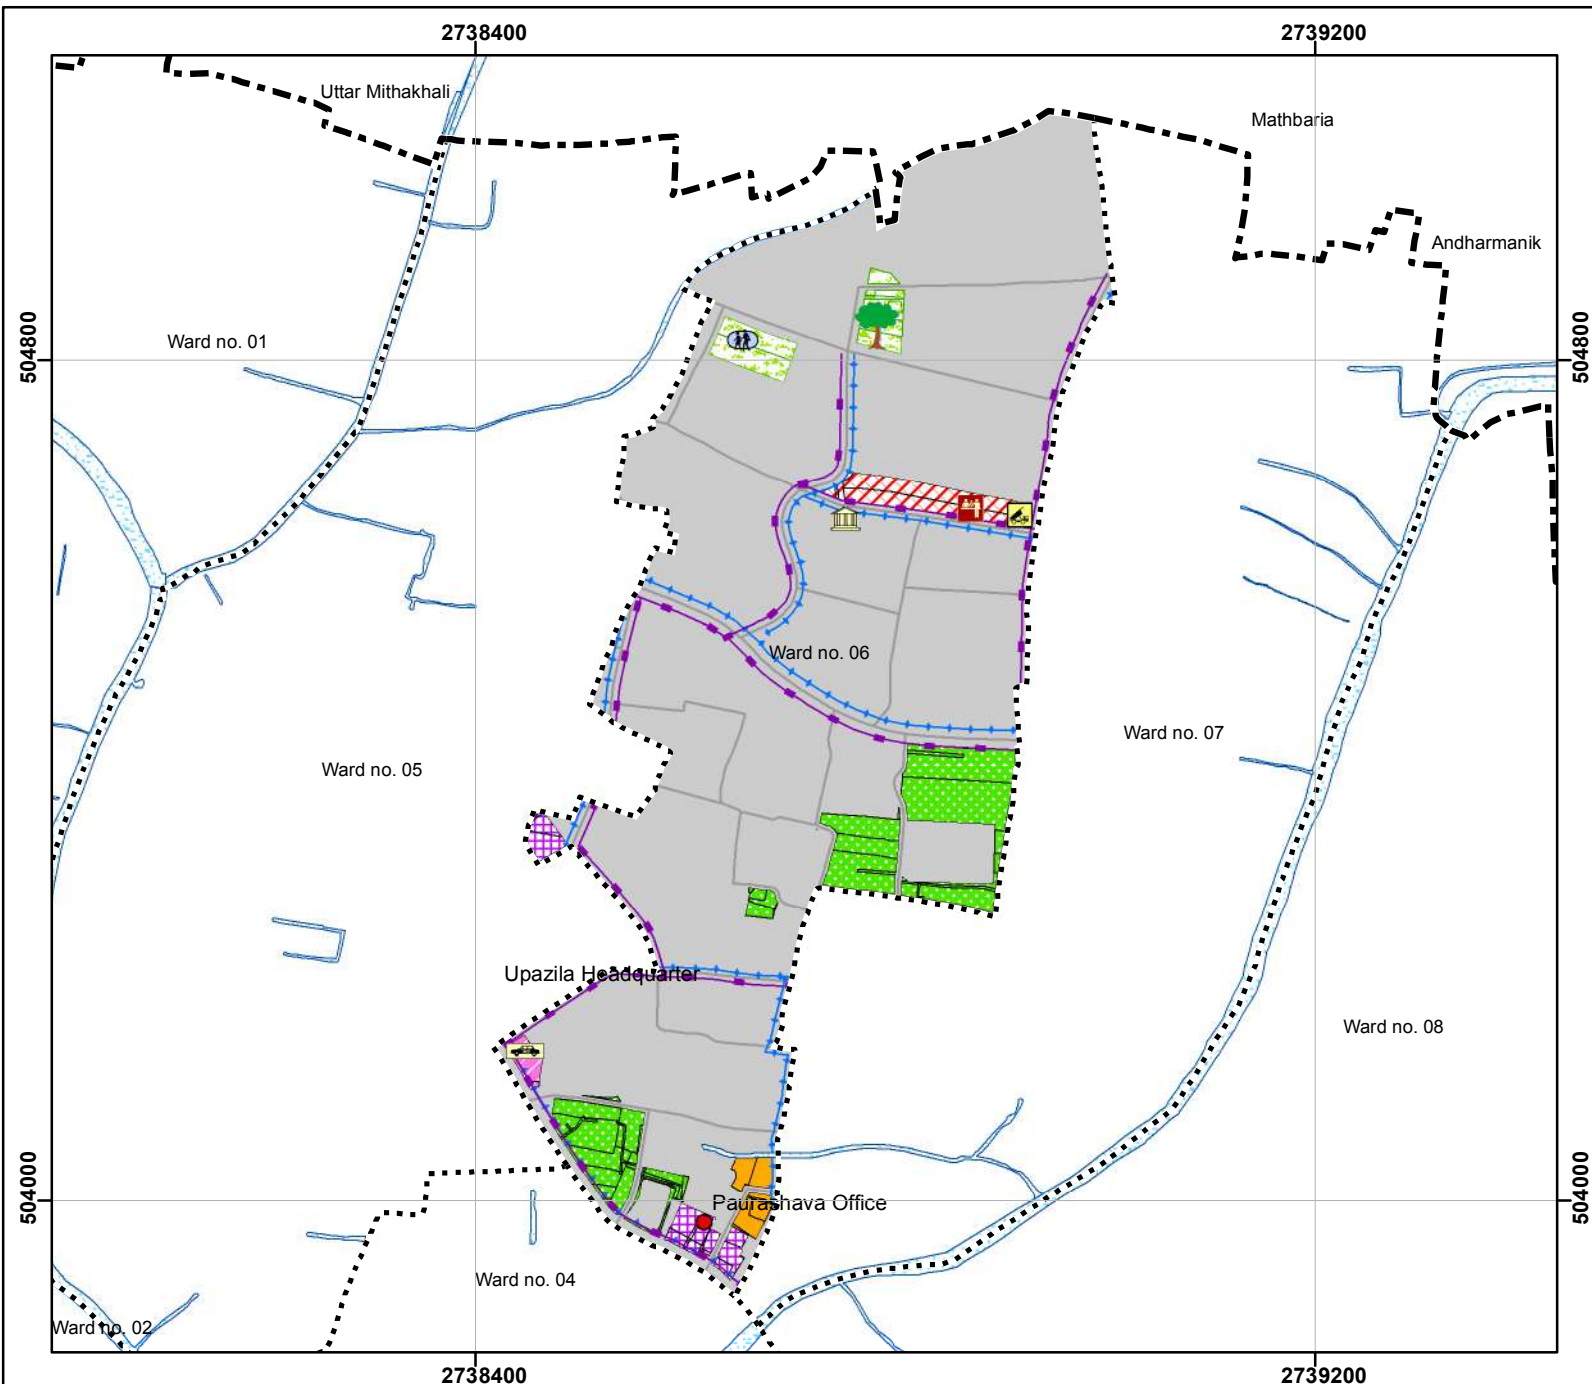 2738400 2739200
Uttar Mithakhali
Mathbaria
Andharmanik
Ward no. 01
504800 504800
Ward no. 06
Ward no. 07
Ward no. 05
Upazila Headquarter
Ward no. 08
504000 504000
Paurashava Office
Ward no. 04
Ward no. 02
2738400 2739200